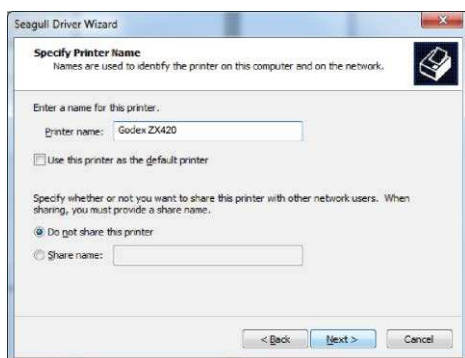 Seagull Driver Wizard
Specify Printer Name
Names are used to identify the printer on this computer and on the network.
Enter a name for this printer.
Printer name: Godex ZX420
Use this printer as the default printer
Specify whether or not you want to share this printer with other network users. When
sharing, you must provide a share name.
Do not share this printer
Share name:
< Back Next > Cancel